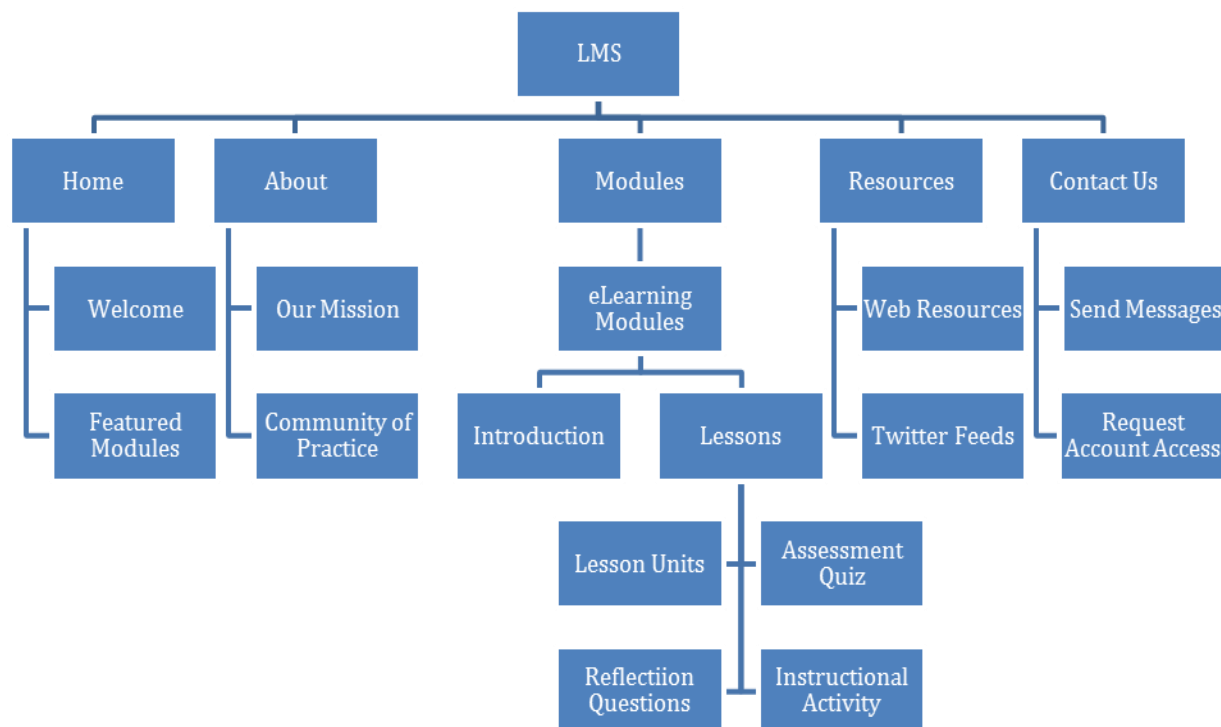 LMS
Home
About
Modules
Resources
Contact Us
Welcome
Our Mission
eLearning
Modules
Web Resources
Send Messages
Featured
Modules
Community of
Practice
Introduction
Lessons
Twitter Feeds
Request
Account Access
Lesson Units
Assessment
Quiz
Reflectiion
Questions
Instructional
Activity